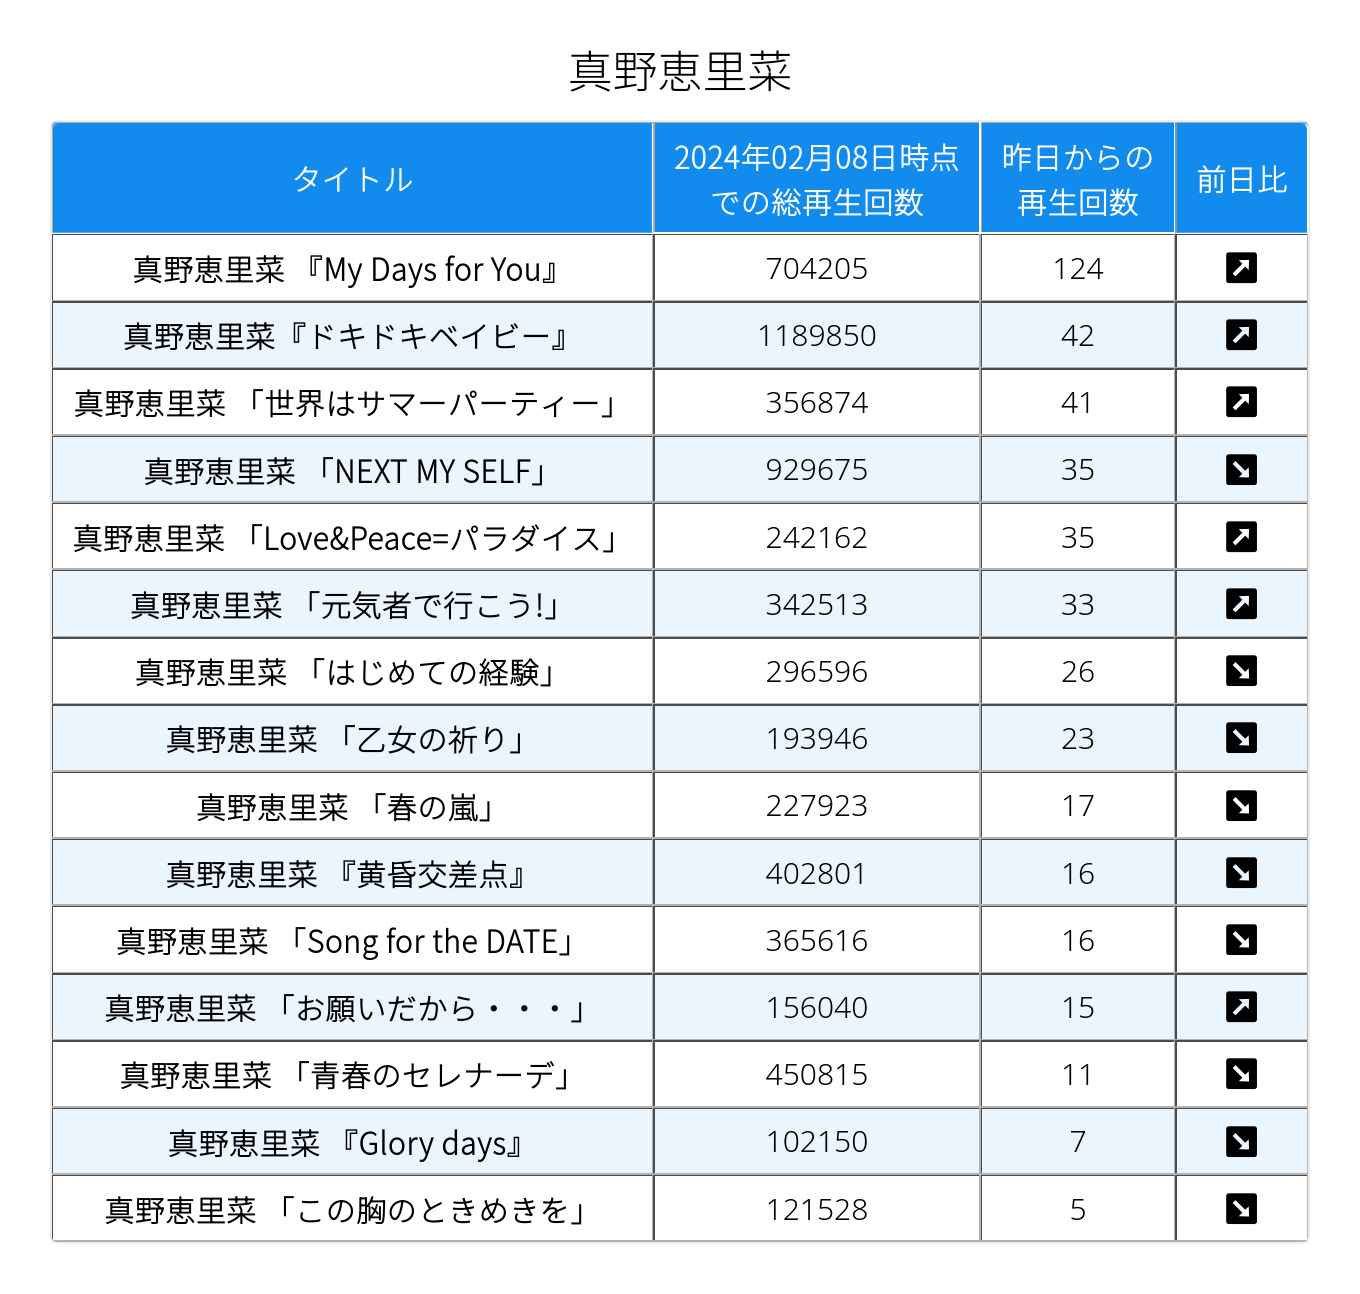 真野恵里菜
タイトル 2024年02月08日時点での総再生回数 昨日からの再生回数 前日比
真野恵里菜 『My Days for You』 704205 124 ↗
真野恵里菜『ドキドキベイビー』 1189850 42 ↗
真野恵里菜 「世界はサマーパーティー」 356874 41 ↗
真野恵里菜 「NEXT MY SELF」 929675 35 ↘
真野恵里菜 「Love&Peace=パラダイス」 242162 35 ↗
真野恵里菜 「元気者で行こう!」 342513 33 ↗
真野恵里菜 「はじめての経験」 296596 26 ↘
真野恵里菜 「乙女の祈り」 193946 23 ↘
真野恵里菜 「春の嵐」 227923 17 ↘
真野恵里菜 『黄昏交差点』 402801 16 ↘
真野恵里菜 「Song for the DATE」 365616 16 ↘
真野恵里菜 「お願いだから・・・」 156040 15 ↗
真野恵里菜 「青春のセレナーデ」 450815 11 ↘
真野恵里菜 『Glory days』 102150 7 ↘
真野恵里菜 「この胸のときめきを」 121528 5 ↘